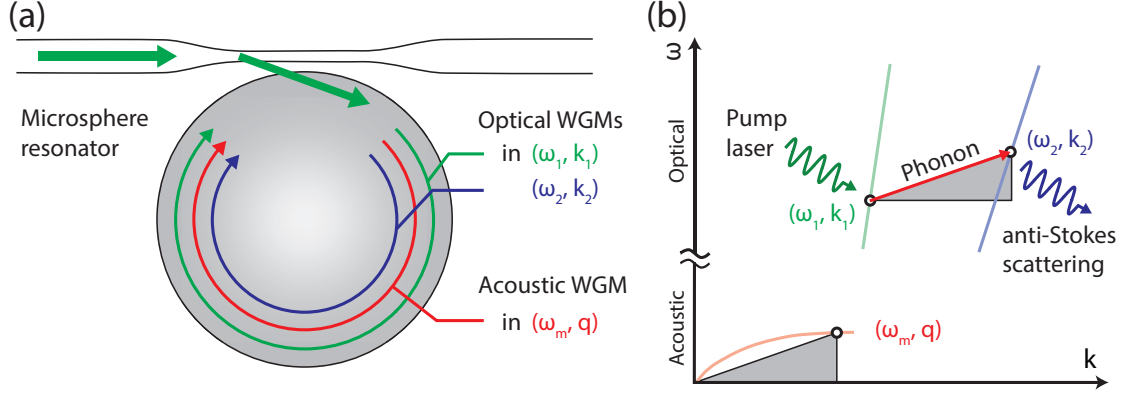 (a)
Microsphere
resonator
Optical WGMs
in (ω₁, k₁)
(ω₂, k₂)
Acoustic WGM
in (ωₘ, q)
(b)
ω
Optical
Acoustic
Pump
laser
(ω₁, k₁)
Phonon
(ω₂, k₂)
anti-Stokes
scattering
(ωₘ, q)
k